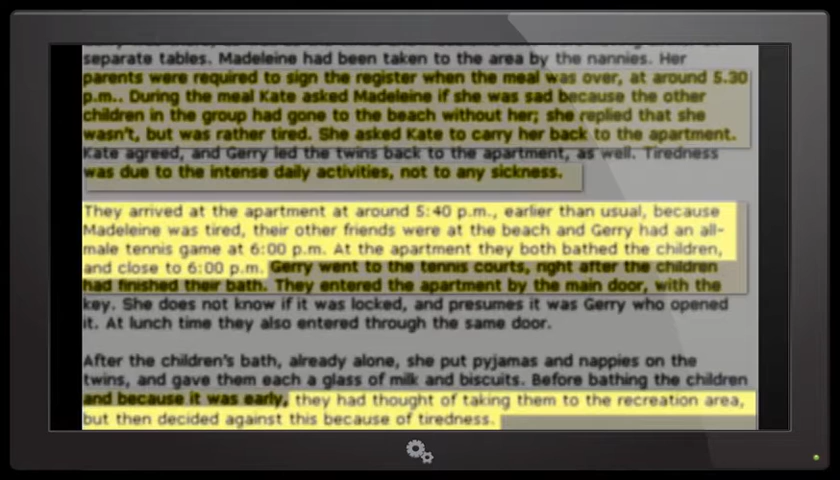 separate tables. Madeleine had been taken to the area by the nannies. Her
parents were required to sign the register when the meal was over, at around 5.30
p.m.. During the meal Kate asked Madeleine if she was sad because the other
children in the group had gone to the beach without her; she replied that she
wasn't, but was rather tired. She asked Kate to carry her back to the apartment.
Kate agreed, and Gerry led the twins back to the apartment, as well. Tiredness
was due to the intense daily activities, not to any sickness.
They arrived at the apartment at around 5:40 p.m., earlier than usual, because
Madeleine was tired, their other friends were at the beach and Gerry had an all-
male tennis game at 6:00 p.m. At the apartment they both bathed the children,
and close to 6:00 p.m. Gerry went to the tennis courts, right after the children
had finished their bath. They entered the apartment by the main door, with the
key. She does not know if it was locked, and presumes it was Gerry who opened
it. At lunch time they also entered through the same door.
After the children's bath, already alone, she put pyjamas and nappies on the
twins, and gave them each a glass of milk and biscuits. Before bathing the children
and because it was early, they had thought of taking them to the recreation area,
but then decided against this because of tiredness.